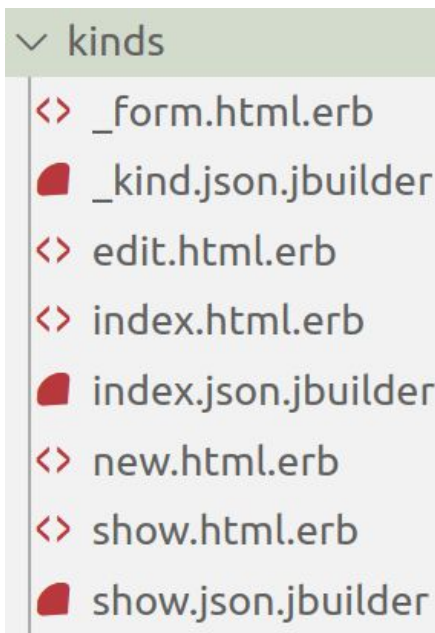 kinds
_form.html.erb
_kind.json.jbuilder
edit.html.erb
index.html.erb
index.json.jbuilder
new.html.erb
show.html.erb
show.json.jbuilder